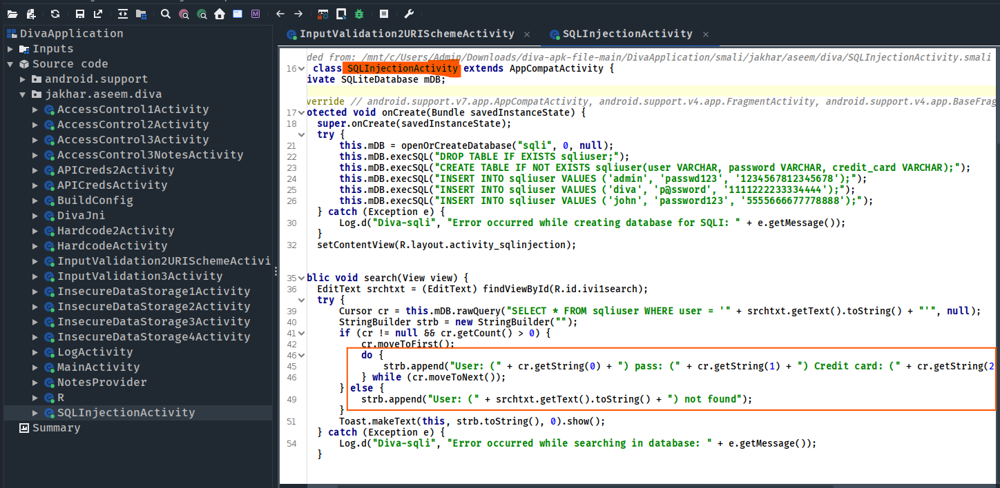 DivaApplication
Inputs
Source code
android.support
jakhar.aseem.diva
AccessControl1Activity
AccessControl2Activity
AccessControl3Activity
AccessControl3NotesActivity
APICreds2Activity
APICredsActivity
BuildConfig
DivaJni
Hardcode2Activity
HardcodeActivity
InputValidation2URISchemeActivi
InputValidation3Activity
InsecureDataStorage1Activity
InsecureDataStorage2Activity
InsecureDataStorage3Activity
InsecureDataStorage4Activity
LogActivity
MainActivity
NotesProvider
R
SQLInjectionActivity
Summary
InputValidation2URISchemeActivity × SQLInjectionActivity ×
ded from: /mnt/c/Users/Admin/Downloads/diva-apk-file-main/DivaApplication/smali/jakhar/aseem/diva/SQLInjectionActivity.smali
16 class SQLInjectionActivity extends AppCompatActivity {
ivate SQLiteDatabase mDB;
verride // android.support.v7.app.AppCompatActivity, android.support.v4.app.FragmentActivity, android.support.v4.app.BaseFrag
17 otected void onCreate(Bundle savedInstanceState) {
18 super.onCreate(savedInstanceState);
try {
21 this.mDB = openOrCreateDatabase("sqli", 0, null);
22 this.mDB.execSQL("DROP TABLE IF EXISTS sqliuser;");
23 this.mDB.execSQL("CREATE TABLE IF NOT EXISTS sqliuser(user VARCHAR, password VARCHAR, credit_card VARCHAR);");
24 this.mDB.execSQL("INSERT INTO sqliuser VALUES ('admin', 'passwd123', '1234567812345678');");
25 this.mDB.execSQL("INSERT INTO sqliuser VALUES ('diva', 'p@ssword', '1111222233334444');");
26 this.mDB.execSQL("INSERT INTO sqliuser VALUES ('john', 'password123', '5555666677778888');");
} catch (Exception e) {
30 Log.d("Diva-sqli", "Error occurred while creating database for SQLI: " + e.getMessage());
}
32 setContentView(R.layout.activity_sqlinjection);
35 blic void search(View view) {
36 EditText srchtxt = (EditText) findViewById(R.id.ivi1search);
try {
39 Cursor cr = this.mDB.rawQuery("SELECT * FROM sqliuser WHERE user = '" + srchtxt.getText().toString() + "'", null);
40 StringBuilder strb = new StringBuilder("");
41 if (cr != null && cr.getCount() > 0) {
42 cr.moveToFirst();
46 do {
45 strb.append("User: (" + cr.getString(0) + ") pass: (" + cr.getString(1) + ") Credit card: (" + cr.getString(2
46 } while (cr.moveToNext());
} else {
49 strb.append("User: (" + srchtxt.getText().toString() + ") not found");
}
51 Toast.makeText(this, strb.toString(), 0).show();
} catch (Exception e) {
54 Log.d("Diva-sqli", "Error occurred while searching in database: " + e.getMessage());
}